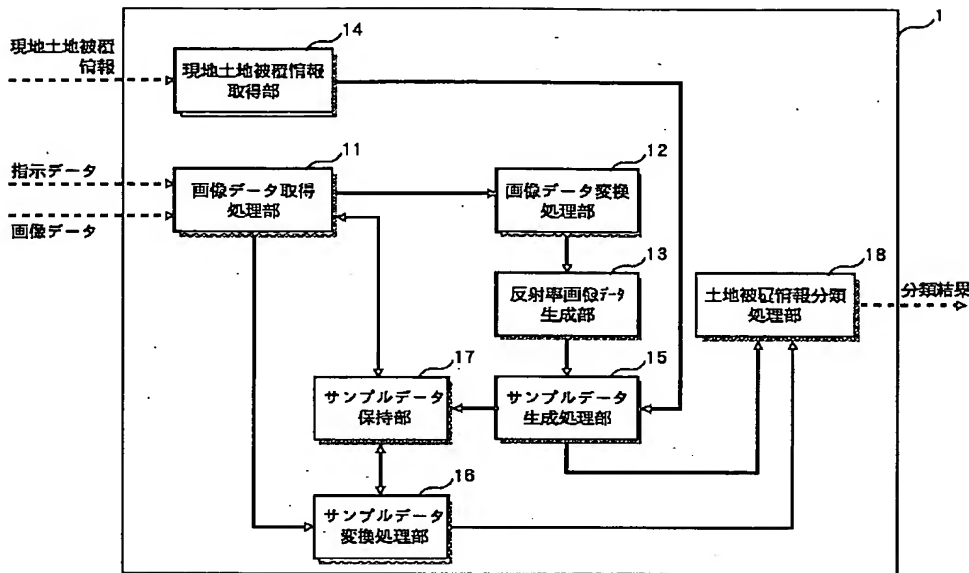 1
14
現地土地被覆
情報
現地土地被覆情報
取得部
11
12
指示データ
画像データ
画像データ取得
処理部
画像データ変換
処理部
13
反射率画像データ
生成部
18
土地被覆情報分類
処理部
分類結果
17
サンプルデータ
保持部
15
サンプルデータ
生成処理部
16
サンプルデータ
変換処理部